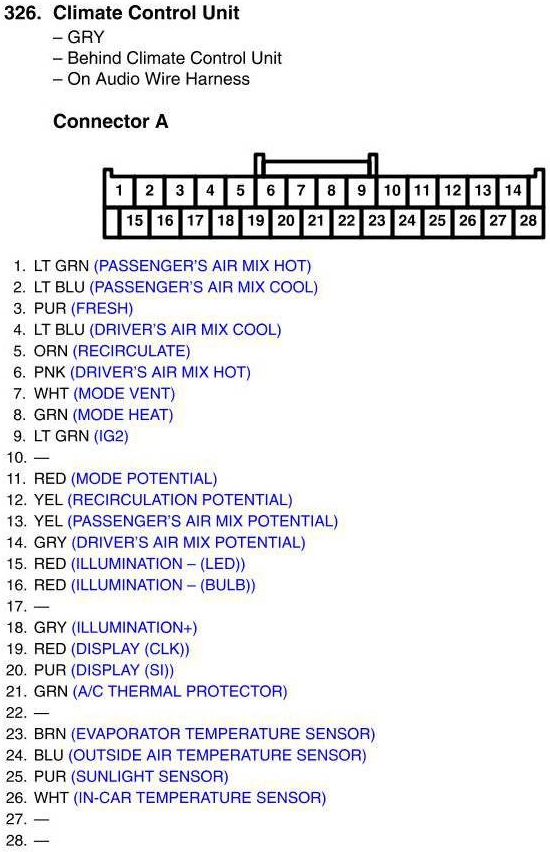 326. Climate Control Unit
– GRY
– Behind Climate Control Unit
– On Audio Wire Harness
Connector A
1 2 3 4 5 6 7 8 9 10 11 12 13 14
15 16 17 18 19 20 21 22 23 24 25 26 27 28
1. LT GRN (PASSENGER'S AIR MIX HOT)
2. LT BLU (PASSENGER'S AIR MIX COOL)
3. PUR (FRESH)
4. LT BLU (DRIVER'S AIR MIX COOL)
5. ORN (RECIRCULATE)
6. PNK (DRIVER'S AIR MIX HOT)
7. WHT (MODE VENT)
8. GRN (MODE HEAT)
9. LT GRN (IG2)
10. —
11. RED (MODE POTENTIAL)
12. YEL (RECIRCULATION POTENTIAL)
13. YEL (PASSENGER'S AIR MIX POTENTIAL)
14. GRY (DRIVER'S AIR MIX POTENTIAL)
15. RED (ILLUMINATION – (LED))
16. RED (ILLUMINATION – (BULB))
17. —
18. GRY (ILLUMINATION+)
19. RED (DISPLAY (CLK))
20. PUR (DISPLAY (SI))
21. GRN (A/C THERMAL PROTECTOR)
22. —
23. BRN (EVAPORATOR TEMPERATURE SENSOR)
24. BLU (OUTSIDE AIR TEMPERATURE SENSOR)
25. PUR (SUNLIGHT SENSOR)
26. WHT (IN-CAR TEMPERATURE SENSOR)
27. —
28. —